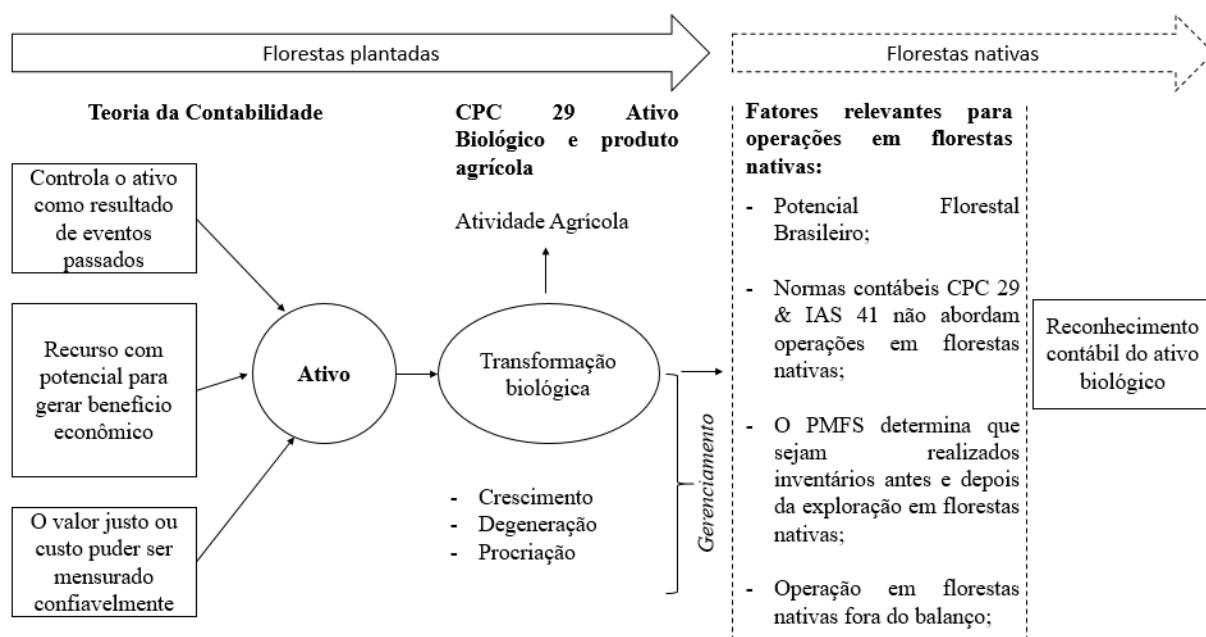 Florestas plantadas
Florestas nativas
Teoria da Contabilidade
Controla o ativo
como resultado
de eventos
passados
Recurso com
potencial para
gerar benefício
econômico
O valor justo ou
custo puder ser
mensurado
confiavelmente
Ativo
CPC 29 Ativo
Biológico e produto
agrícola
Atividade Agrícola
Transformação
biológica
- Crescimento
- Degeneração
- Procriação
Gerenciamento
Fatores relevantes para
operações em florestas
nativas:
- Potencial Florestal
Brasileiro;
- Normas contábeis CPC 29
& IAS 41 não abordam
operações em florestas
nativas;
- O PMFS determina que
sejam realizados
inventários antes e depois
da exploração em florestas
nativas;
- Operação em florestas
nativas fora do balanço;
Reconhecimento
contábil do ativo
biológico